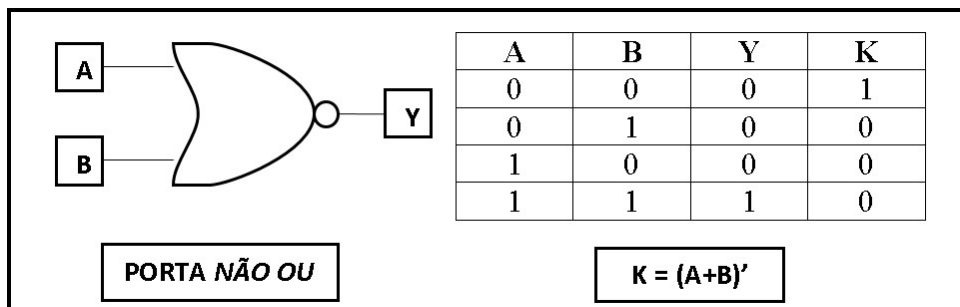 A
B
Y
PORTA NÃO OU
A B Y K
0 0 0 1
0 1 0 0
1 0 0 0
1 1 1 0
K = (A+B)’